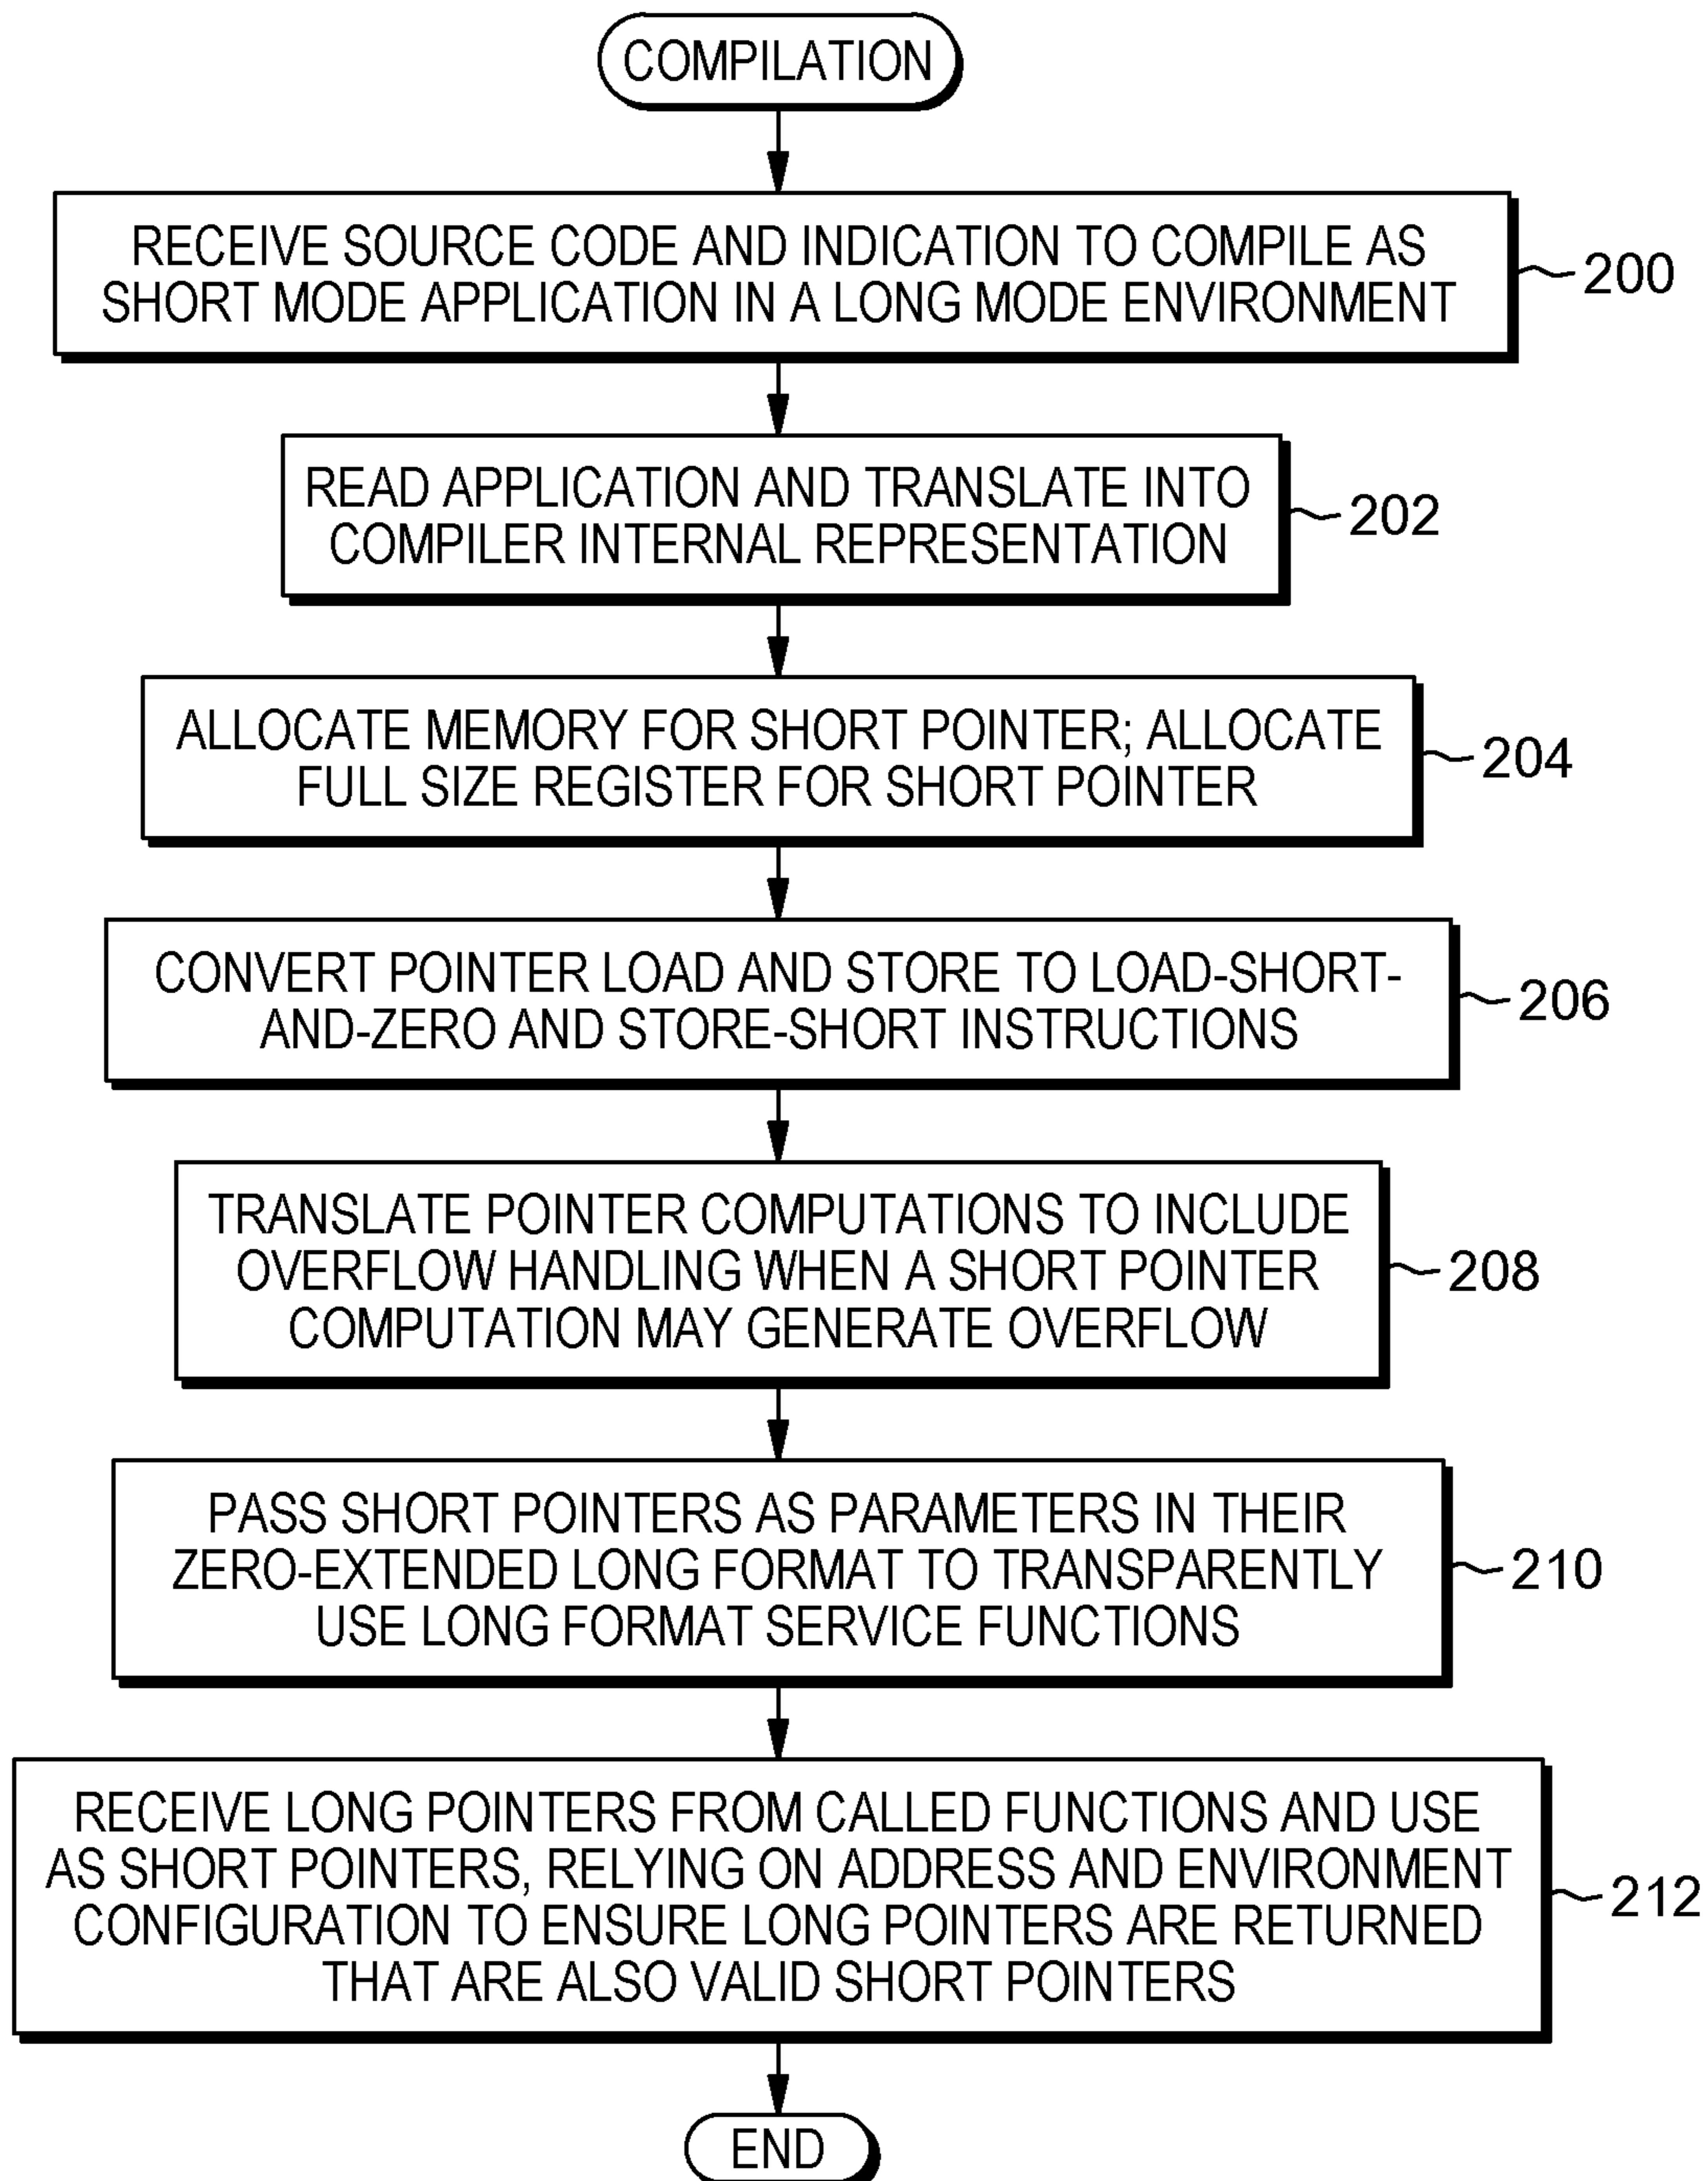 COMPILATION
RECEIVE SOURCE CODE AND INDICATION TO COMPILE AS
SHORT MODE APPLICATION IN A LONG MODE ENVIRONMENT
200
READ APPLICATION AND TRANSLATE INTO
COMPILER INTERNAL REPRESENTATION
202
ALLOCATE MEMORY FOR SHORT POINTER; ALLOCATE
FULL SIZE REGISTER FOR SHORT POINTER
204
CONVERT POINTER LOAD AND STORE TO LOAD-SHORT-
AND-ZERO AND STORE-SHORT INSTRUCTIONS
206
TRANSLATE POINTER COMPUTATIONS TO INCLUDE
OVERFLOW HANDLING WHEN A SHORT POINTER
COMPUTATION MAY GENERATE OVERFLOW
208
PASS SHORT POINTERS AS PARAMETERS IN THEIR
ZERO-EXTENDED LONG FORMAT TO TRANSPARENTLY
USE LONG FORMAT SERVICE FUNCTIONS
210
RECEIVE LONG POINTERS FROM CALLED FUNCTIONS AND USE
AS SHORT POINTERS, RELYING ON ADDRESS AND ENVIRONMENT
CONFIGURATION TO ENSURE LONG POINTERS ARE RETURNED
THAT ARE ALSO VALID SHORT POINTERS
212
END